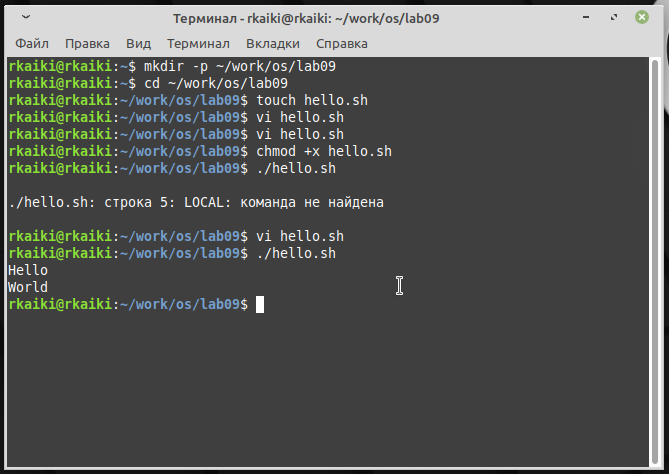 Терминал - rkaiki@rkaiki: ~/work/os/lab09
Файл Правка Вид Терминал Вкладки Справка
rkaiki@rkaiki:~$ mkdir -p ~/work/os/lab09
rkaiki@rkaiki:~$ cd ~/work/os/lab09
rkaiki@rkaiki:~/work/os/lab09$ touch hello.sh
rkaiki@rkaiki:~/work/os/lab09$ vi hello.sh
rkaiki@rkaiki:~/work/os/lab09$ vi hello.sh
rkaiki@rkaiki:~/work/os/lab09$ chmod +x hello.sh
rkaiki@rkaiki:~/work/os/lab09$ ./hello.sh
./hello.sh: строка 5: LOCAL: команда не найдена
rkaiki@rkaiki:~/work/os/lab09$ vi hello.sh
rkaiki@rkaiki:~/work/os/lab09$ ./hello.sh
Hello
World
rkaiki@rkaiki:~/work/os/lab09$